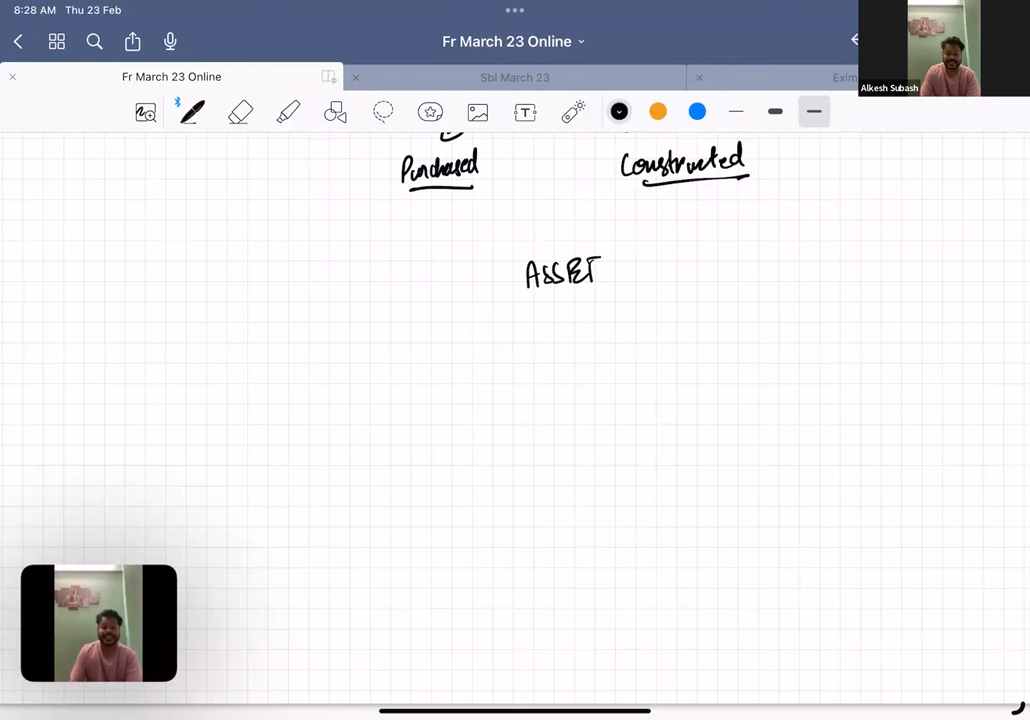 8:28 AM Thu 23 Feb
Fr March 23 Online
Alkesh Subash
Fr March 23 Online
Sbl March 23
Exim
T
Purchased
Constructed
ASSET